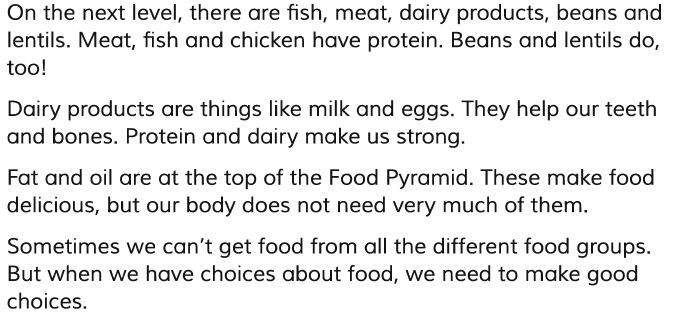 On the next level, there are fish, meat, dairy products, beans and
lentils. Meat, fish and chicken have protein. Beans and lentils do,
too!
Dairy products are things like milk and eggs. They help our teeth
and bones. Protein and dairy make us strong.
Fat and oil are at the top of the Food Pyramid. These make food
delicious, but our body does not need very much of them.
Sometimes we can’t get food from all the different food groups.
But when we have choices about food, we need to make good
choices.